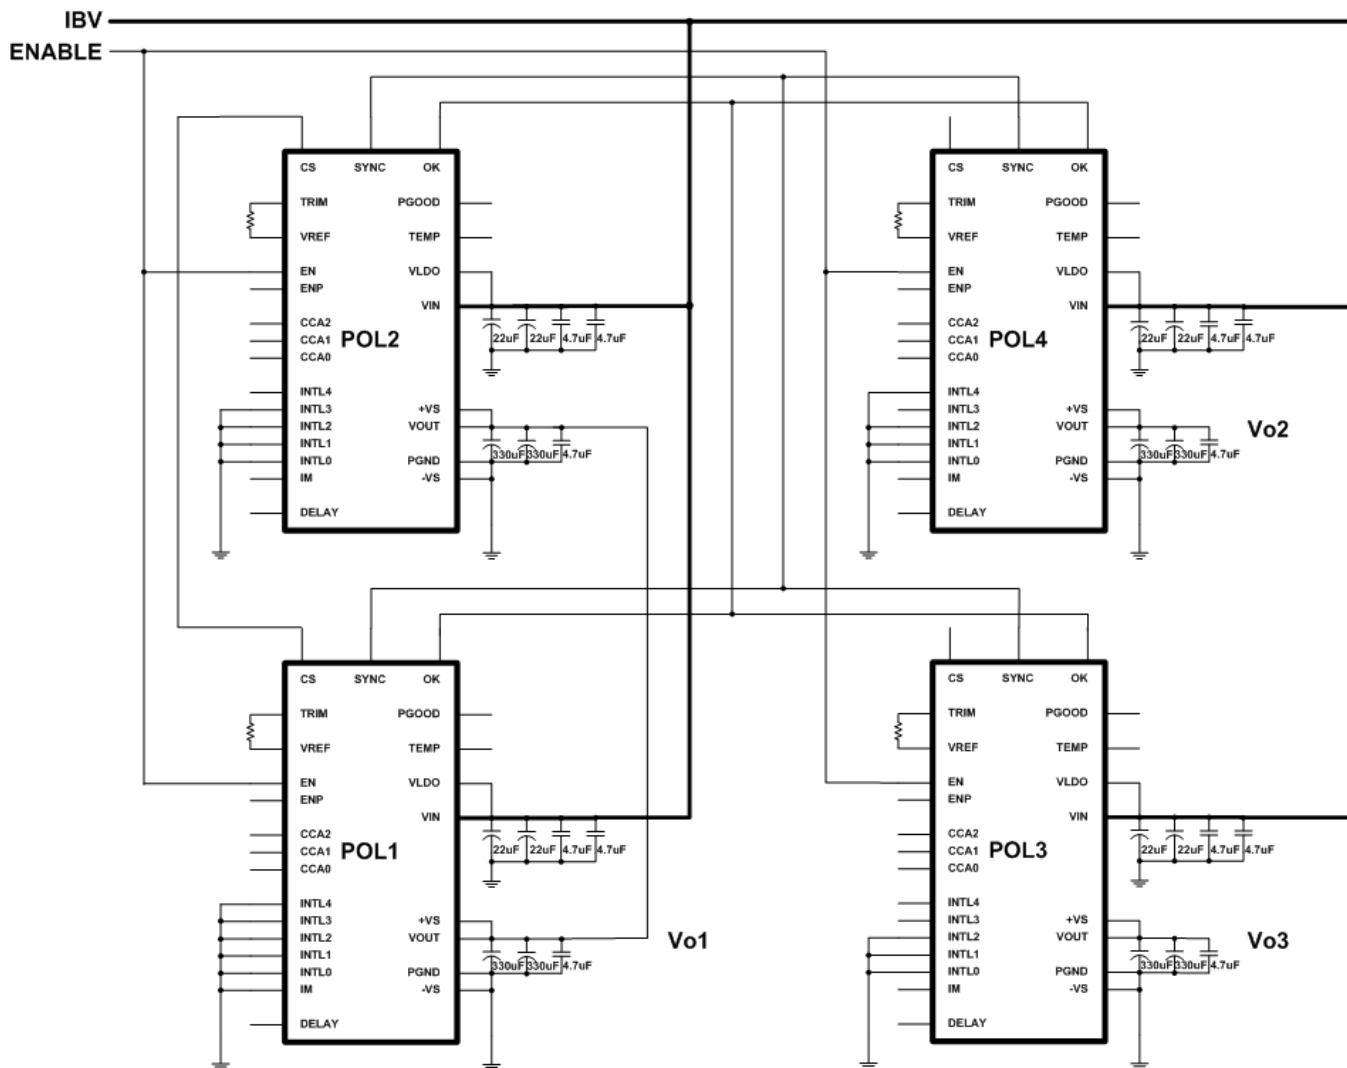 IBV
ENABLE
CS SYNC OK
TRIM PGOOD
VREF TEMP
EN VLDO
ENP
VIN
CCA2
CCA1
POL2
CCA0
22uF 22uF 4.7uF 4.7uF
INTL4
INTL3 +VS
INTL2 VOUT
INTL1
INTL0 PGND
330uF 330uF 4.7uF
IM -VS
DELAY
CS SYNC OK
TRIM PGOOD
VREF TEMP
EN VLDO
ENP
VIN
CCA2
CCA1
POL4
CCA0
22uF 22uF 4.7uF 4.7uF
INTL4
INTL3 +VS
INTL2 VOUT
INTL1
INTL0 PGND
330uF 330uF 4.7uF
IM -VS
DELAY
Vo2
CS SYNC OK
TRIM PGOOD
VREF TEMP
EN VLDO
ENP
VIN
CCA2
CCA1
POL1
CCA0
22uF 22uF 4.7uF 4.7uF
INTL4
INTL3 +VS
INTL2 VOUT
INTL1
INTL0 PGND
330uF 330uF 4.7uF
IM -VS
DELAY
Vo1
CS SYNC OK
TRIM PGOOD
VREF TEMP
EN VLDO
ENP
VIN
CCA2
CCA1
POL3
CCA0
22uF 22uF 4.7uF 4.7uF
INTL4
INTL3 +VS
INTL2 VOUT
INTL1
INTL0 PGND
330uF 330uF 4.7uF
IM -VS
DELAY
Vo3